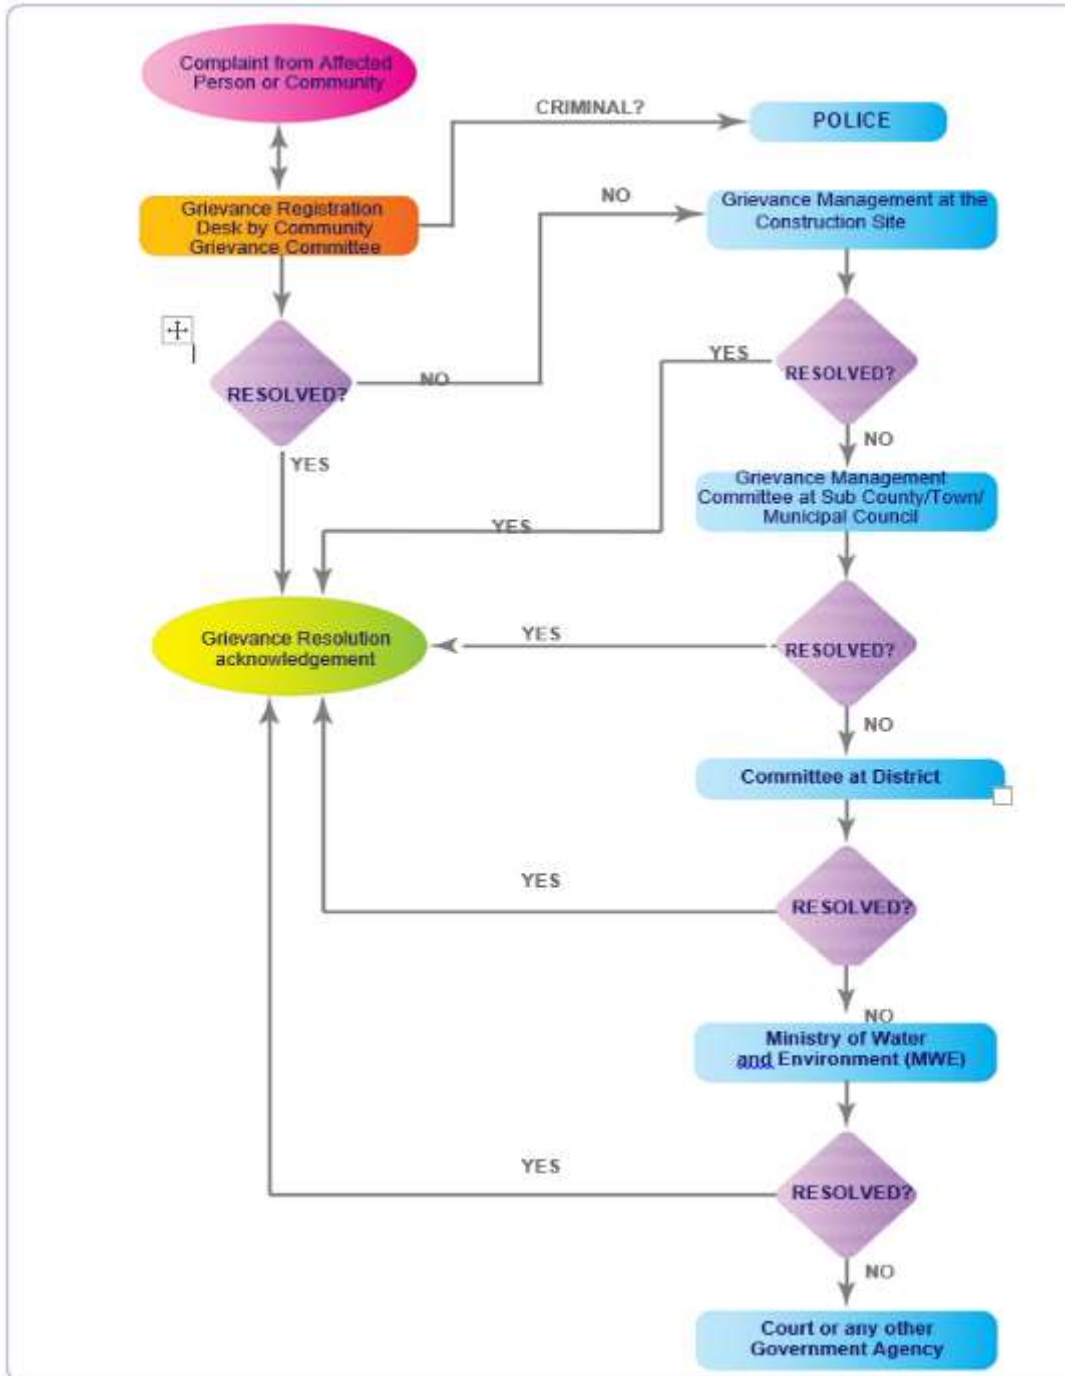 Complaint from Affected
Person or Community
CRIMINAL?
POLICE
Grievance Registration
Desk by Community
Grievance Committee
NO
Grievance Management at the
Construction Site
RESOLVED?
NO
YES
RESOLVED?
YES
NO
Grievance Management
Committee at Sub County/Town/
Municipal Council
YES
Grievance Resolution
acknowledgement
YES
RESOLVED?
NO
Committee at District
YES
RESOLVED?
NO
Ministry of Water
and Environment (MWE)
YES
RESOLVED?
NO
Court or any other
Government Agency